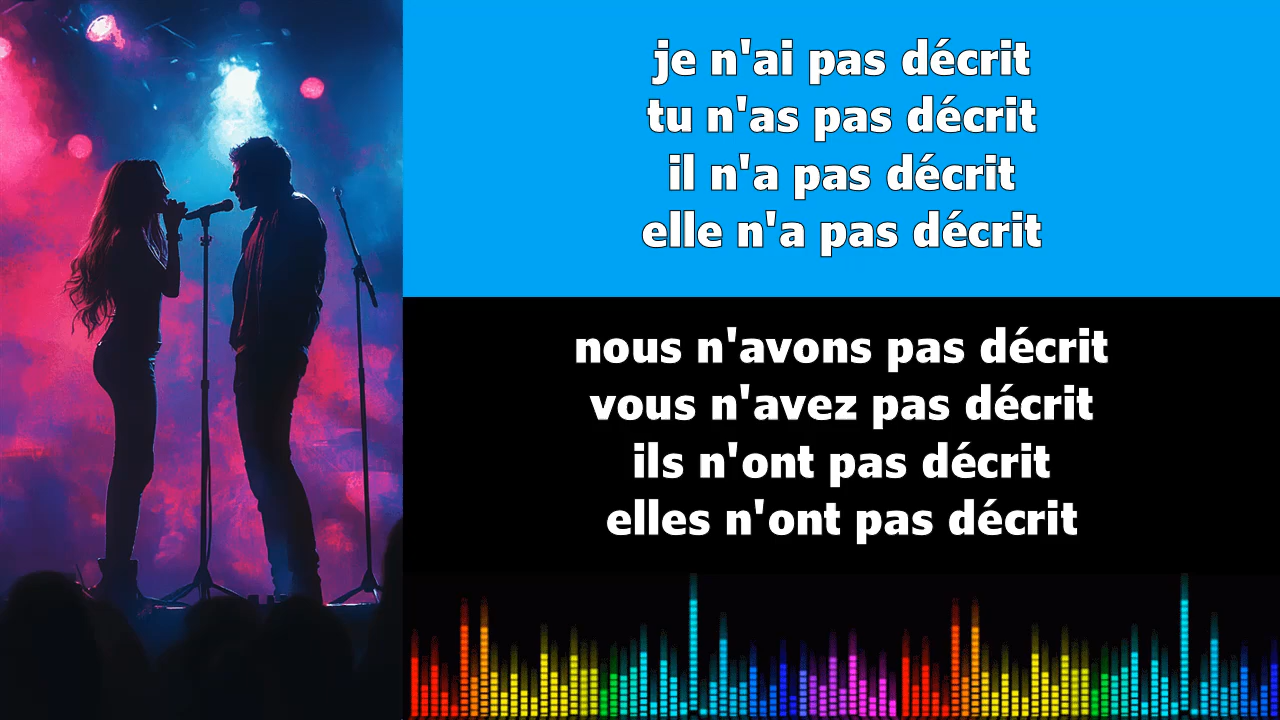 je n'ai pas décrit
tu n'as pas décrit
il n'a pas décrit
elle n'a pas décrit
nous n'avons pas décrit
vous n'avez pas décrit
ils n'ont pas décrit
elles n'ont pas décrit